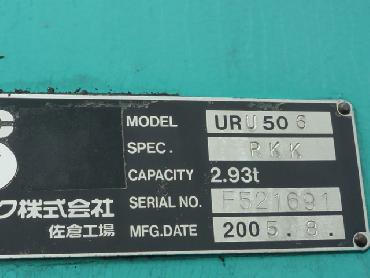 MODEL URU506
SPEC. RKK
CAPACITY 2.93t
ク株式会社 SERIAL NO. F521691
佐倉工場 MFG.DATE 2005.8.